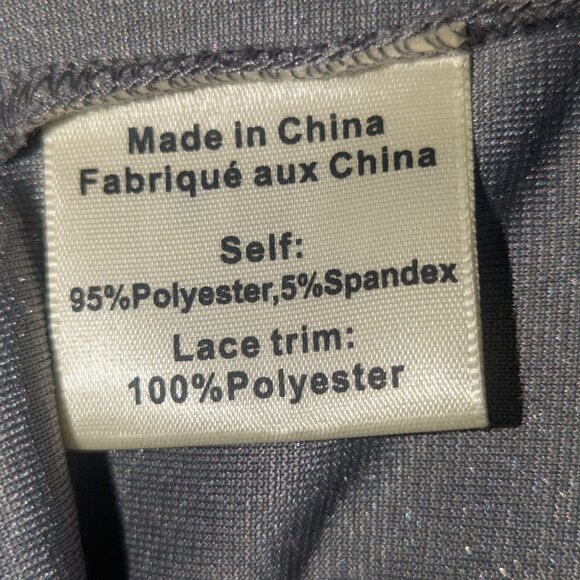 Made in China
Fabriqué aux China
Self:
95%Polyester,5%Spandex
Lace trim:
100%Polyester